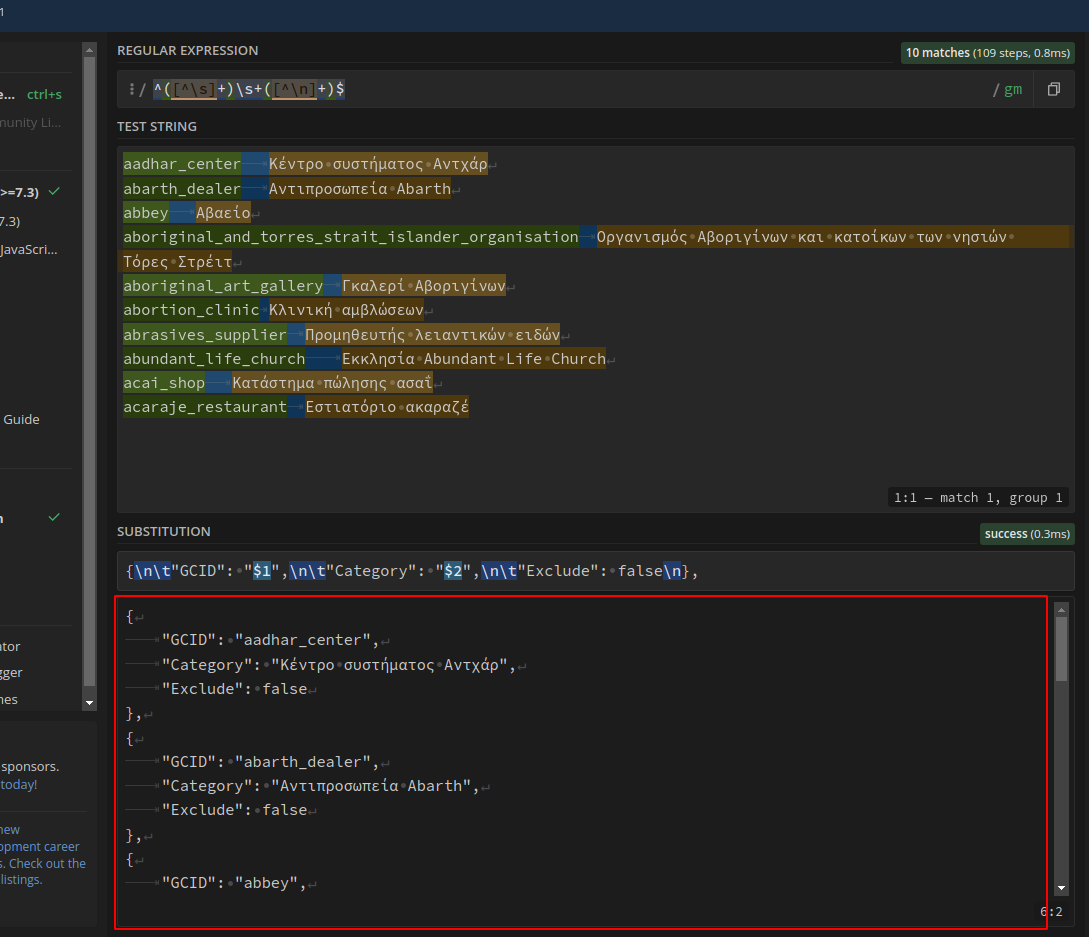 1
REGULAR EXPRESSION
10 matches (109 steps, 0.8ms)
e... ctrl+s
/ ^([^\s]+)\s+([^\n]+)$ / gm
munity Li...
TEST STRING
aadhar_center Κέντρο συστήματος Αντχάρ
abarth_dealer Αντιπροσωπεία Abarth
>=7.3)
abbey Αβαείο
7.3)
aboriginal_and_torres_strait_islander_organisation Οργανισμός Αβοριγίνων και κατοίκων των νησιών
JavaScri...
Τόρες Στρέιτ
aboriginal_art_gallery Γκαλερί Αβοριγίνων
abortion_clinic Κλινική αμβλώσεων
abrasives_supplier Προμηθευτής λειαντικών ειδών
abundant_life_church Εκκλησία Abundant Life Church
acai_shop Κατάστημα πώλησης ασαΐ
acaraje_restaurant Εστιατόριο ακαραζέ
Guide
1:1 — match 1, group 1
n
SUBSTITUTION
success (0.3ms)
{\n\t"GCID": "$1",\n\t"Category": "$2",\n\t"Exclude": false\n},
{
"GCID": "aadhar_center",
ator
"Category": "Κέντρο συστήματος Αντχάρ",
gger
"Exclude": false
nes
},
{
"GCID": "abarth_dealer",
sponsors.
"Category": "Αντιπροσωπεία Abarth",
today!
"Exclude": false
new
},
opment career
{
s. Check out the
listings.
"GCID": "abbey",
6:2